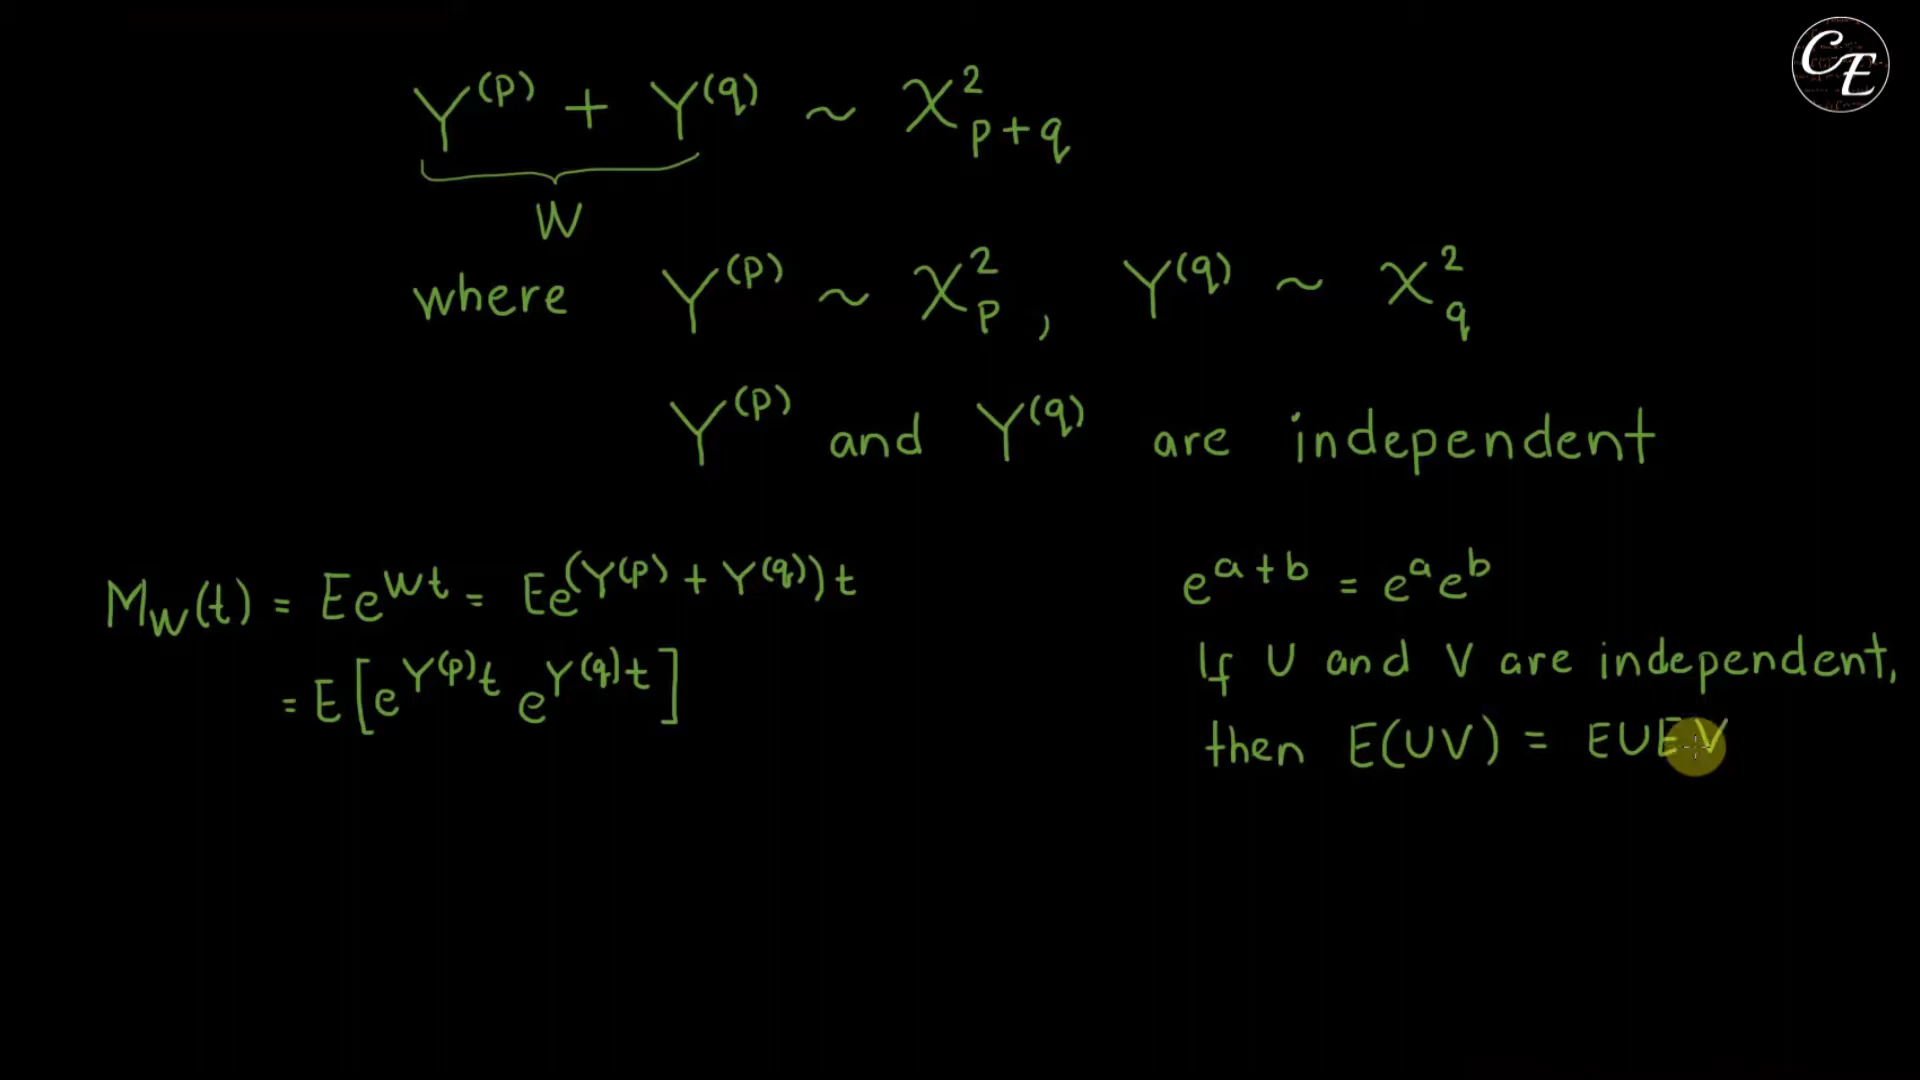 CE
Y^(p) + Y^(q) ~ χ²_{p+q}
W
where Y^(p) ~ χ²_p , Y^(q) ~ χ²_q
Y^(p) and Y^(q) are independent
M_W(t) = Ee^{Wt} = Ee^{(Y^(p) + Y^(q))t}
= E[e^{Y^(p)t} e^{Y^(q)t}]
e^{a+b} = e^a e^b
If U and V are independent,
then E(UV) = EUEV